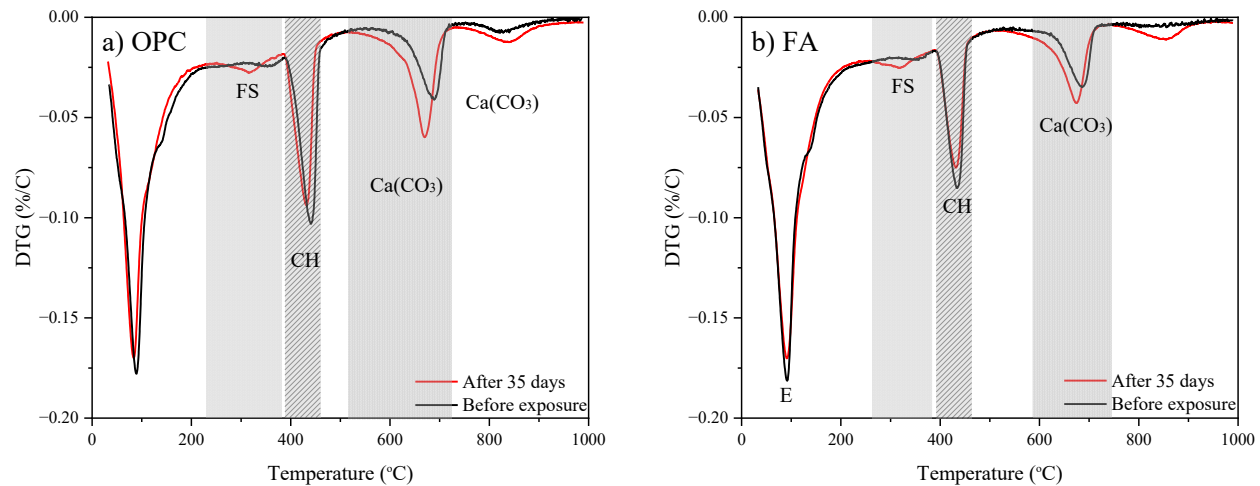 a) OPC
FS
CH
Ca(CO₃)
Ca(CO₃)
After 35 days
Before exposure
0.00
−0.05
−0.10
−0.15
−0.20
DTG (%/C)
0
200
400
600
800
1000
Temperature (°C)
b) FA
FS
CH
Ca(CO₃)
E
After 35 days
Before exposure
0.00
−0.05
−0.10
−0.15
−0.20
DTG (%/C)
0
200
400
600
800
1000
Temperature (°C)